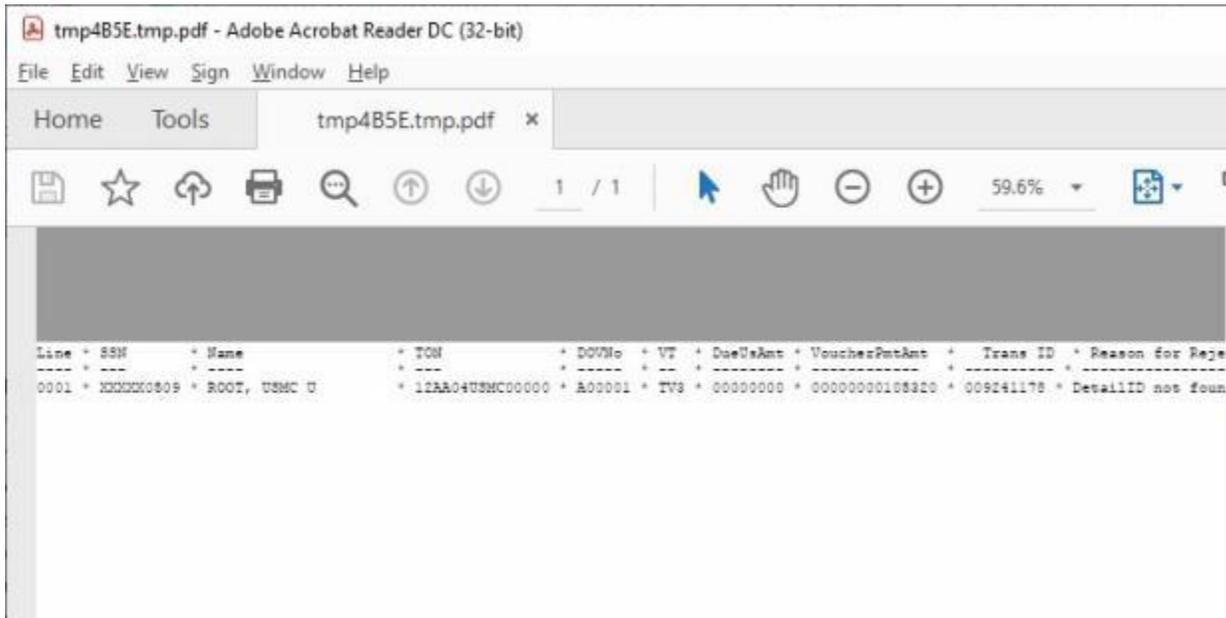 tmp4B5E.tmp.pdf - Adobe Acrobat Reader DC (32-bit)
File Edit View Sign Window Help
Home Tools tmp4B5E.tmp.pdf ×
1 / 1 59.6%
Line * SSN * Name * TON * DOVNo * VT * DueUsAmt * VoucherPmtAmt * Trans ID * Reason for Reje
---- * --- * ---- * --- * ----- * -- * -------- * ------------- * ---------- * -----------------
0001 * XXXXX0809 * ROOT, USMC U * 12AA04USMC00000 * A00001 * TV3 * 00000000 * 00000000105320 * 009241178 * DetailID not foun